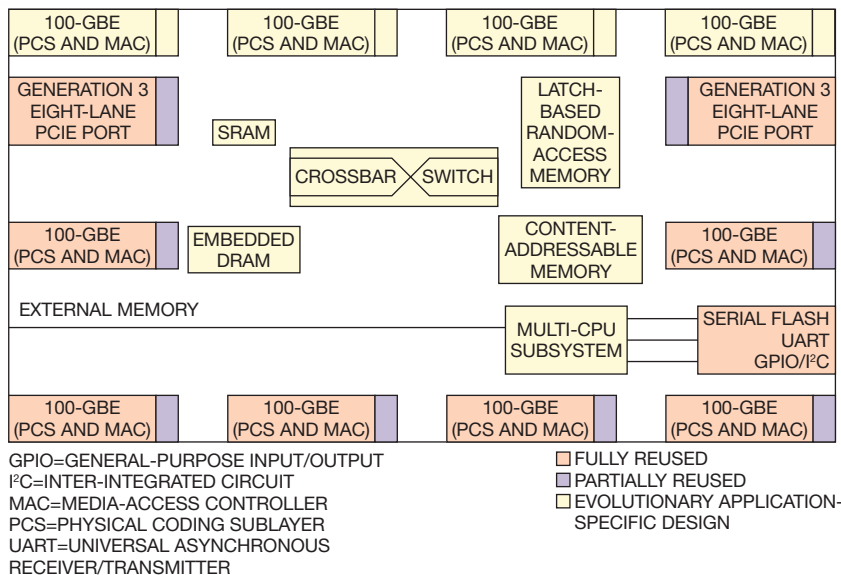 100-GBE
(PCS AND MAC)
100-GBE
(PCS AND MAC)
100-GBE
(PCS AND MAC)
100-GBE
(PCS AND MAC)
GENERATION 3
EIGHT-LANE
PCIE PORT
SRAM
LATCH-
BASED
RANDOM-
ACCESS
MEMORY
GENERATION 3
EIGHT-LANE
PCIE PORT
CROSSBAR
SWITCH
100-GBE
(PCS AND MAC)
EMBEDDED
DRAM
CONTENT-
ADDRESSABLE
MEMORY
100-GBE
(PCS AND MAC)
EXTERNAL MEMORY
MULTI-CPU
SUBSYSTEM
SERIAL FLASH
UART
GPIO/I²C
100-GBE
(PCS AND MAC)
100-GBE
(PCS AND MAC)
100-GBE
(PCS AND MAC)
100-GBE
(PCS AND MAC)
GPIO=GENERAL-PURPOSE INPUT/OUTPUT
I²C=INTER-INTEGRATED CIRCUIT
MAC=MEDIA-ACCESS CONTROLLER
PCS=PHYSICAL CODING SUBLAYER
UART=UNIVERSAL ASYNCHRONOUS
RECEIVER/TRANSMITTER
FULLY REUSED
PARTIALLY REUSED
EVOLUTIONARY APPLICATION-
SPECIFIC DESIGN